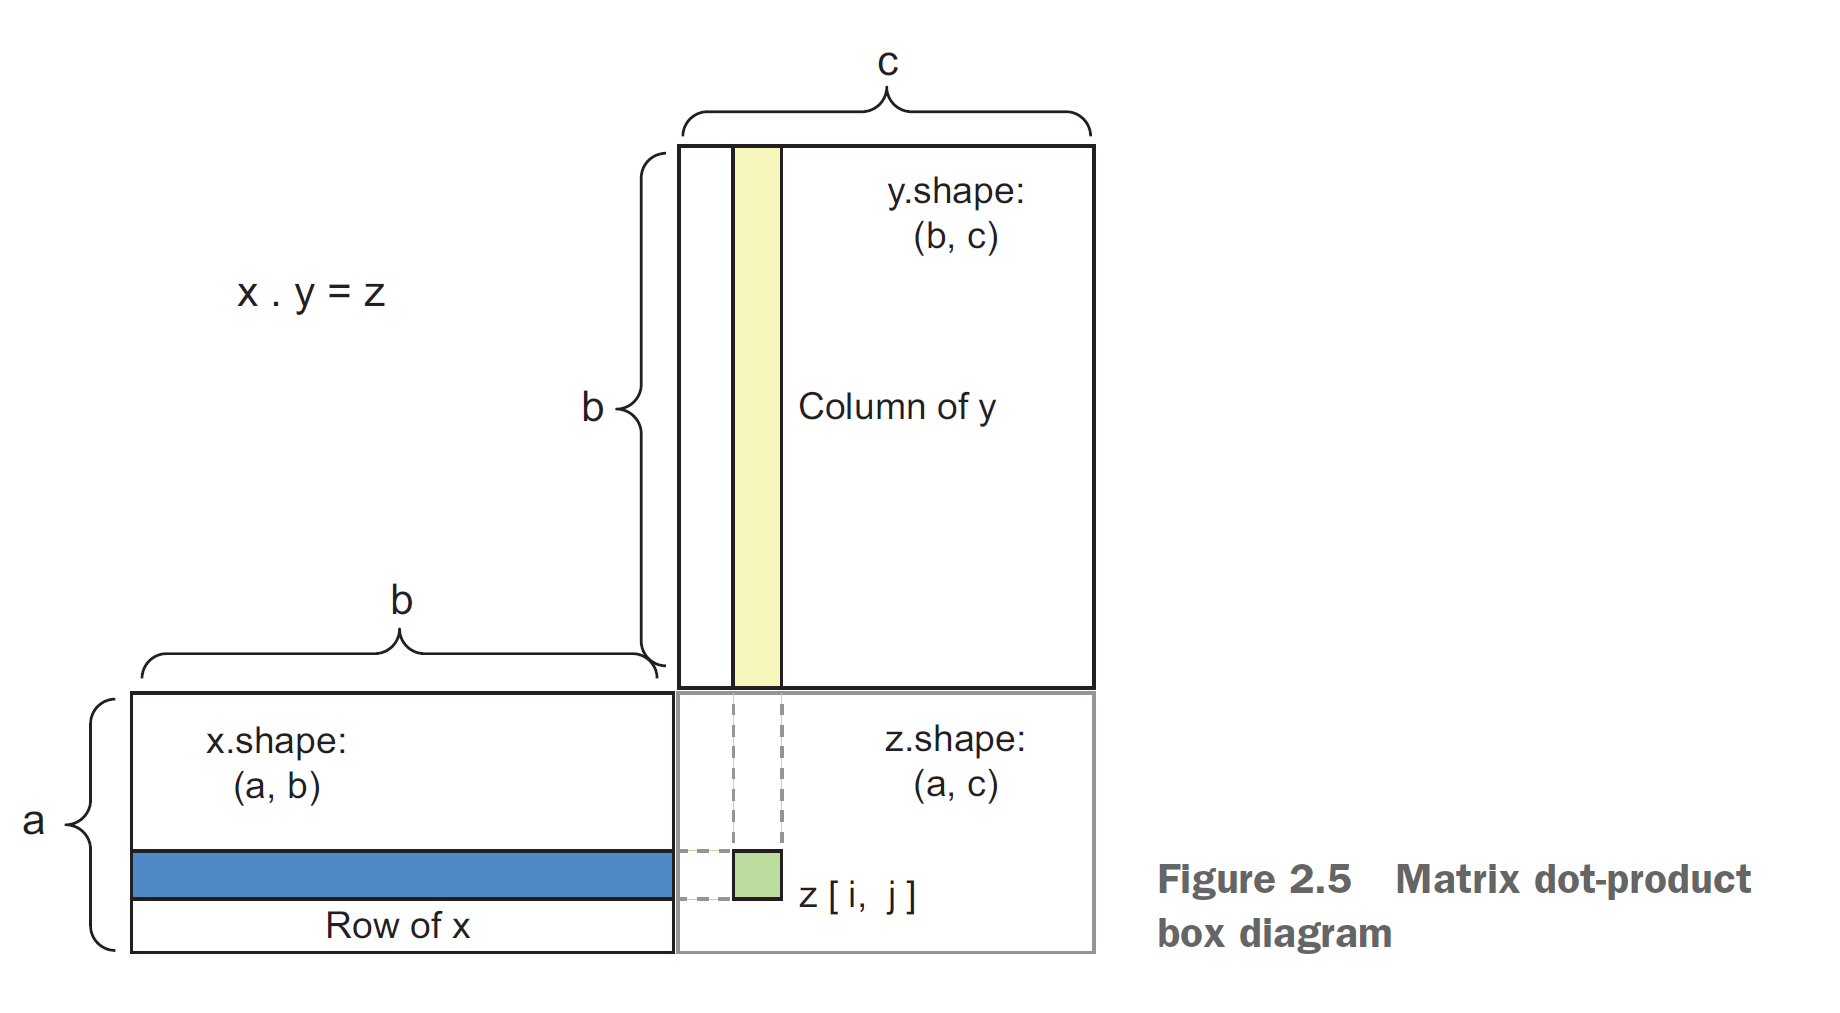 c
y.shape:
(b, c)
x . y = z
b
Column of y
b
x.shape:
(a, b)
z.shape:
(a, c)
a
z [ i, j ]
Row of x
Figure 2.5 Matrix dot-product
box diagram